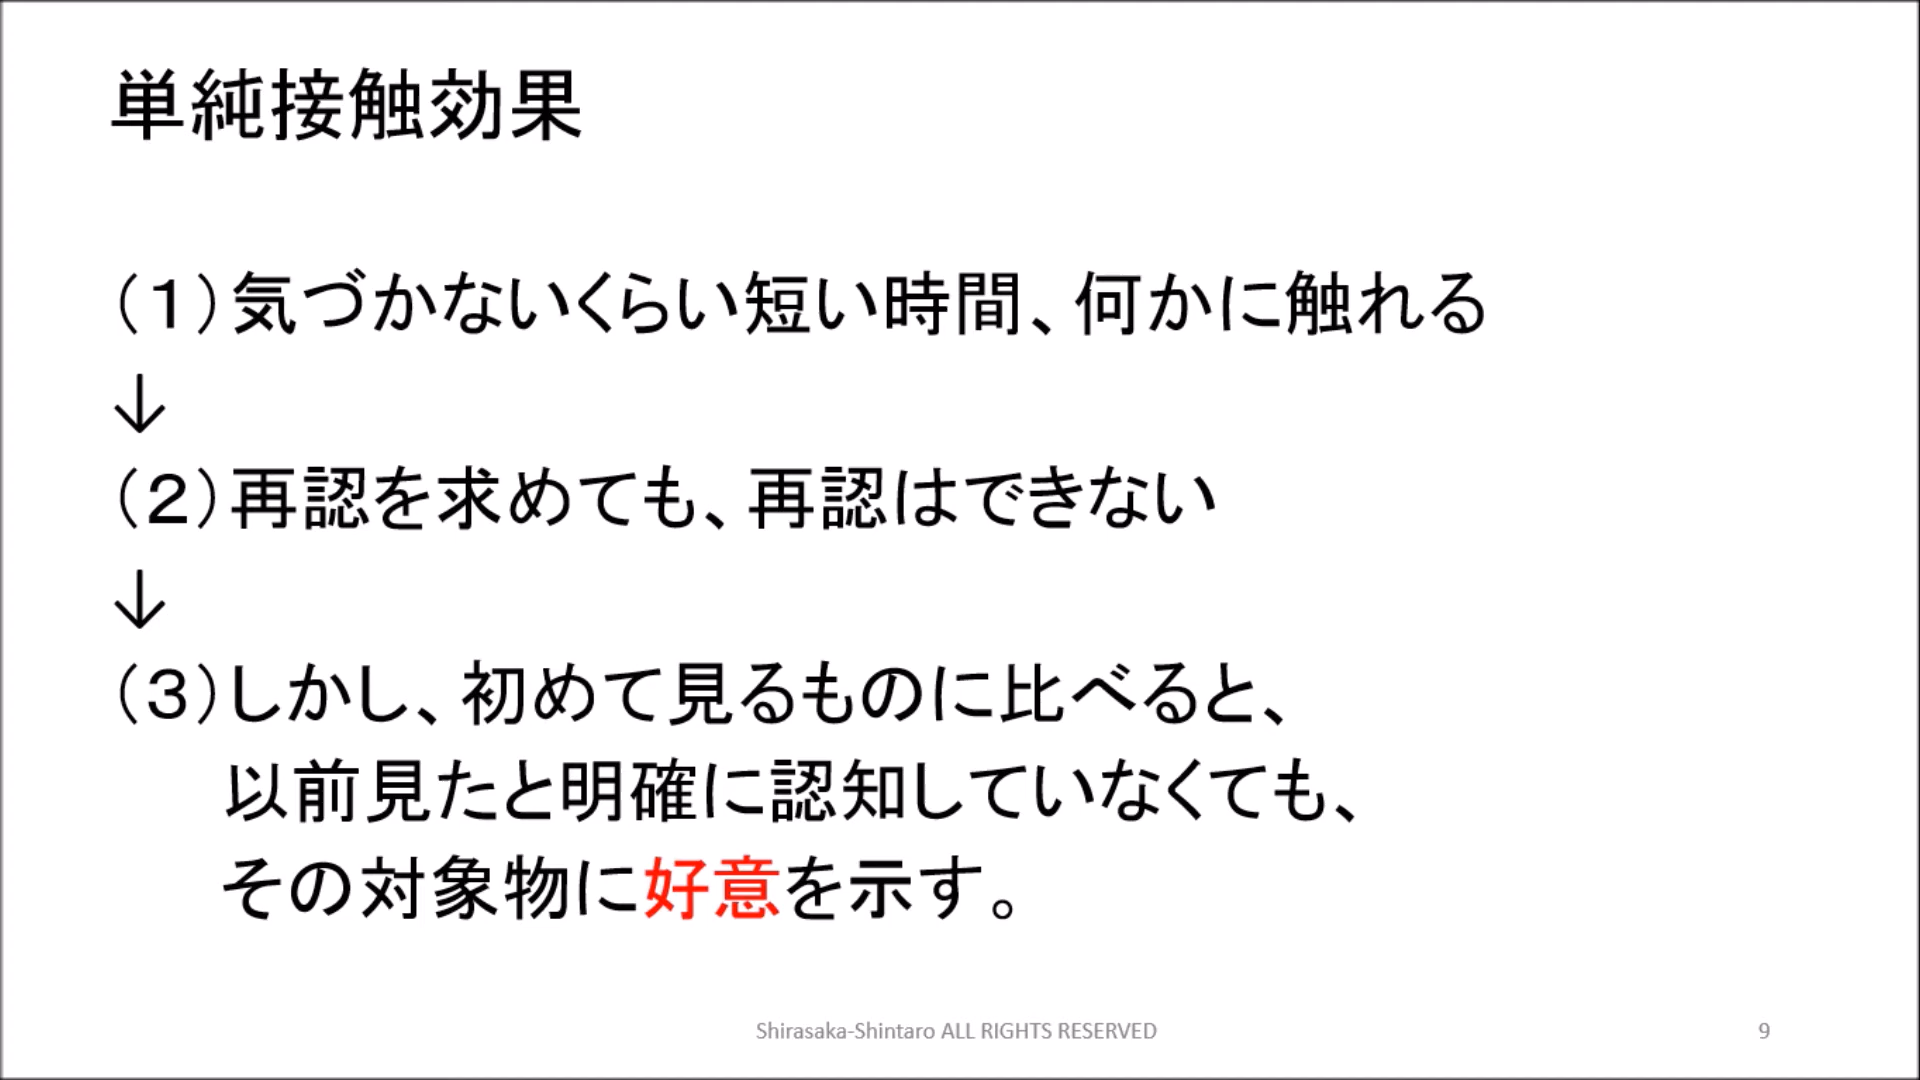 単純接触効果
（１）気づかないくらい短い時間、何かに触れる
↓
（２）再認を求めても、再認はできない
↓
（３）しかし、初めて見るものに比べると、
以前見たと明確に認知していなくても、
その対象物に好意を示す。
Shirasaka-Shintaro ALL RIGHTS RESERVED
9